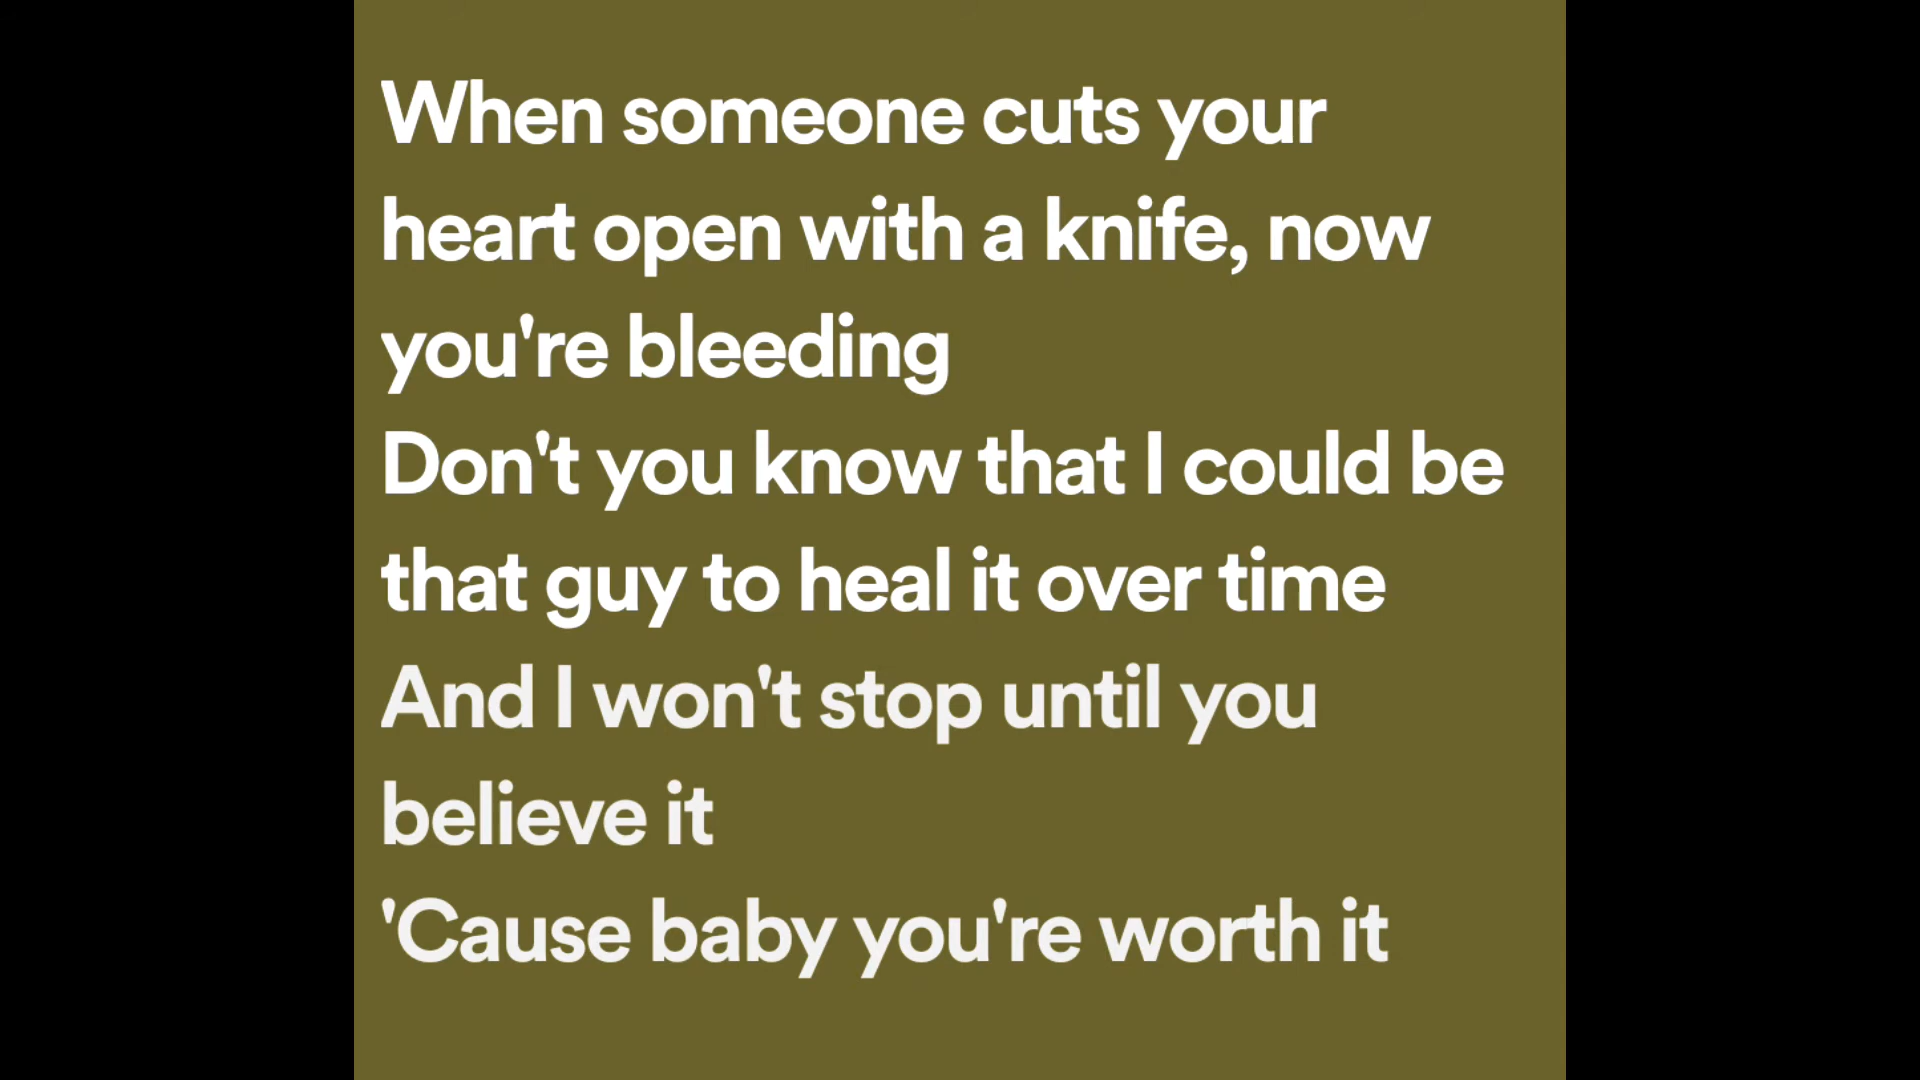 When someone cuts your
heart open with a knife, now
you're bleeding
Don't you know that I could be
that guy to heal it over time
And I won't stop until you
believe it
'Cause baby you're worth it